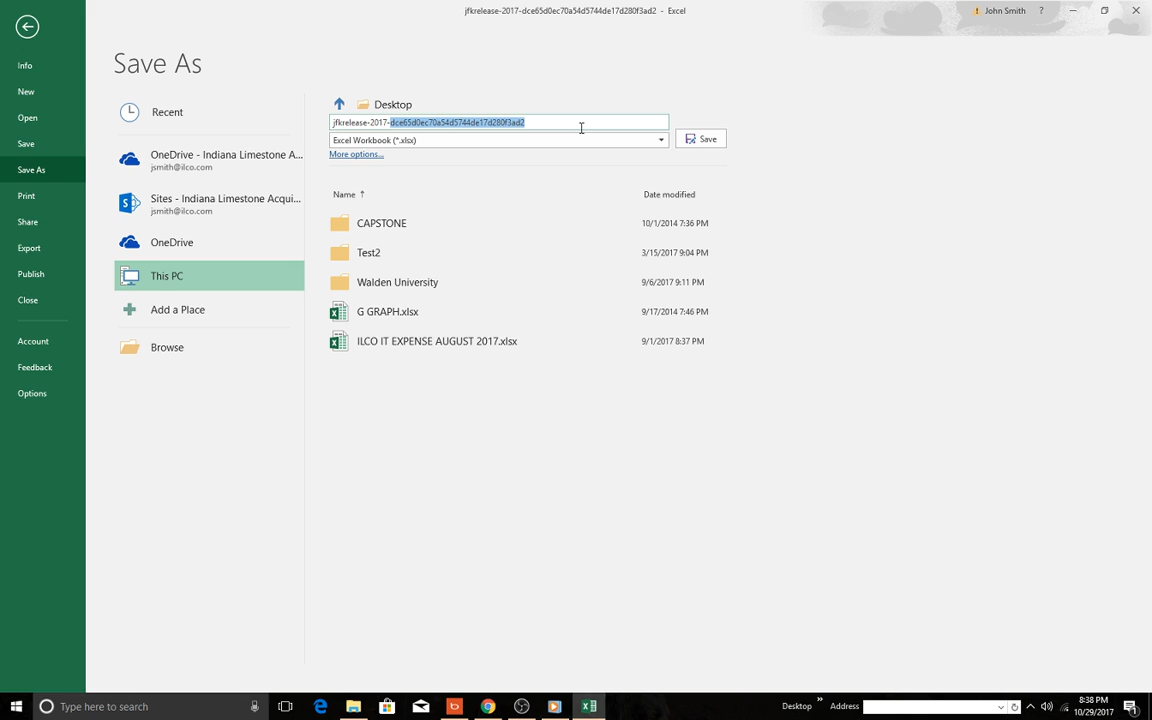 jfkrelease-2017-dce65d0ec70a54d5744de17d280f3ad2 - Excel
John Smith
?
Info
New
Open
Save
Save As
Print
Share
Export
Publish
Close
Account
Feedback
Options
Save As
Recent
OneDrive - Indiana Limestone A...
jsmith@ilco.com
Sites - Indiana Limestone Acqui...
jsmith@ilco.com
OneDrive
This PC
Add a Place
Browse
Desktop
jfkrelease-2017-dce65d0ec70a54d5744de17d280f3ad2
Excel Workbook (*.xlsx)
Save
More options...
Name Date modified
CAPSTONE 10/1/2014 7:36 PM
Test2 3/15/2017 9:04 PM
Walden University 9/6/2017 9:11 PM
G GRAPH.xlsx 9/17/2014 7:46 PM
ILCO IT EXPENSE AUGUST 2017.xlsx 9/1/2017 8:37 PM
Type here to search
Desktop
Address
8:38 PM
10/29/2017